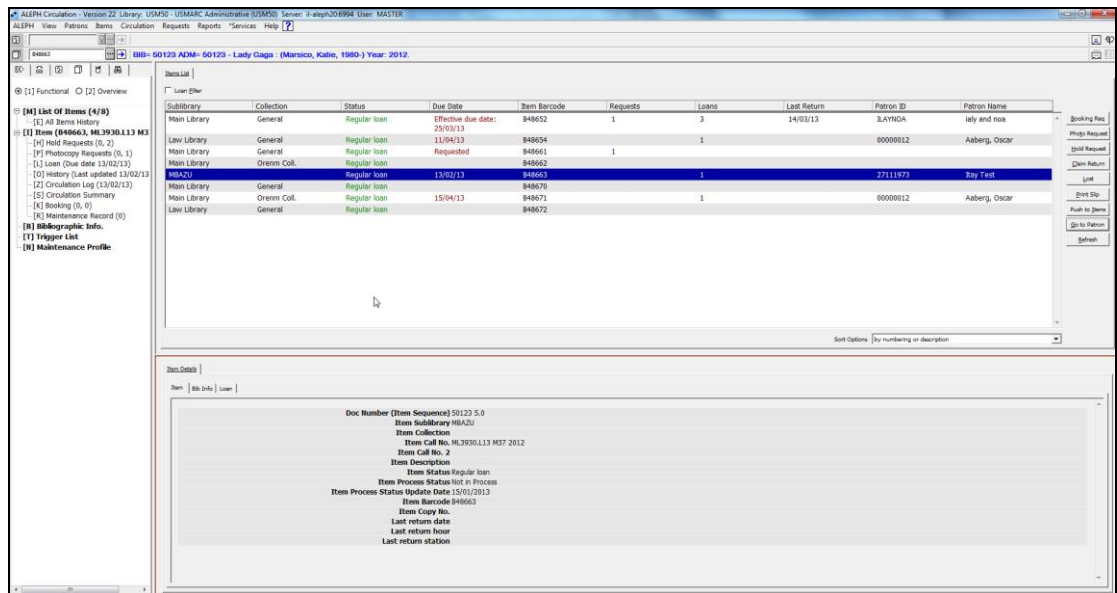 ALEPH Circulation - Version 22 Library: USM50 - USMARC Administrative (USM50) Server: il-aleph20:6994 User: MASTER
ALEPH View Patrons Items Circulation Requests Reports *Services Help ?
B48663 BIB= 50123 ADM= 50123 - Lady Gaga : (Marsico, Katie, 1980-) Year: 2012.
[1] Functional [2] Overview
[M] List Of Items (4/8)
[E] All Items History
[I] Item (B48663, ML3930.L13 M3
[H] Hold Requests (0, 2)
[P] Photocopy Requests (0, 1)
[L] Loan (Due date 13/02/13)
[O] History (Last updated 13/02/13
[Z] Circulation Log (13/02/13)
[S] Circulation Summary
[K] Booking (0, 0)
[R] Maintenance Record (0)
[B] Bibliographic Info.
[T] Trigger List
[N] Maintenance Profile
Items List
Loan Filter
Sublibrary Collection Status Due Date Item Barcode Requests Loans Last Return Patron ID Patron Name
Main Library General Regular loan Effective due date: 25/03/13 B48652 1 3 14/03/13 ILAYNOA ialy and noa
Law Library General Regular loan 11/04/13 B48654 1 00000012 Aaberg, Oscar
Main Library General Regular loan Requested B48661 1
Main Library Orenm Coll. Regular loan B48662
MBAZU Regular loan 13/02/13 B48663 1 27111973 Itay Test
Main Library General Regular loan B48670
Main Library Orenm Coll. Regular loan 15/04/13 B48671 1 00000012 Aaberg, Oscar
Law Library General Regular loan B48672
Booking Req
Photo Request
Hold Request
Claim Return
Lost
Print Slip
Push to Items
Go to Patron
Refresh
Sort Options by numbering or description
Item Details
Item Bib Info Loan
Doc Number (Item Sequence) 50123 5.0
Item Sublibrary MBAZU
Item Collection
Item Call No. ML3930.L13 M37 2012
Item Call No. 2
Item Description
Item Status Regular loan
Item Process Status Not in Process
Item Process Status Update Date 15/01/2013
Item Barcode B48663
Item Copy No.
Last return date
Last return hour
Last return station